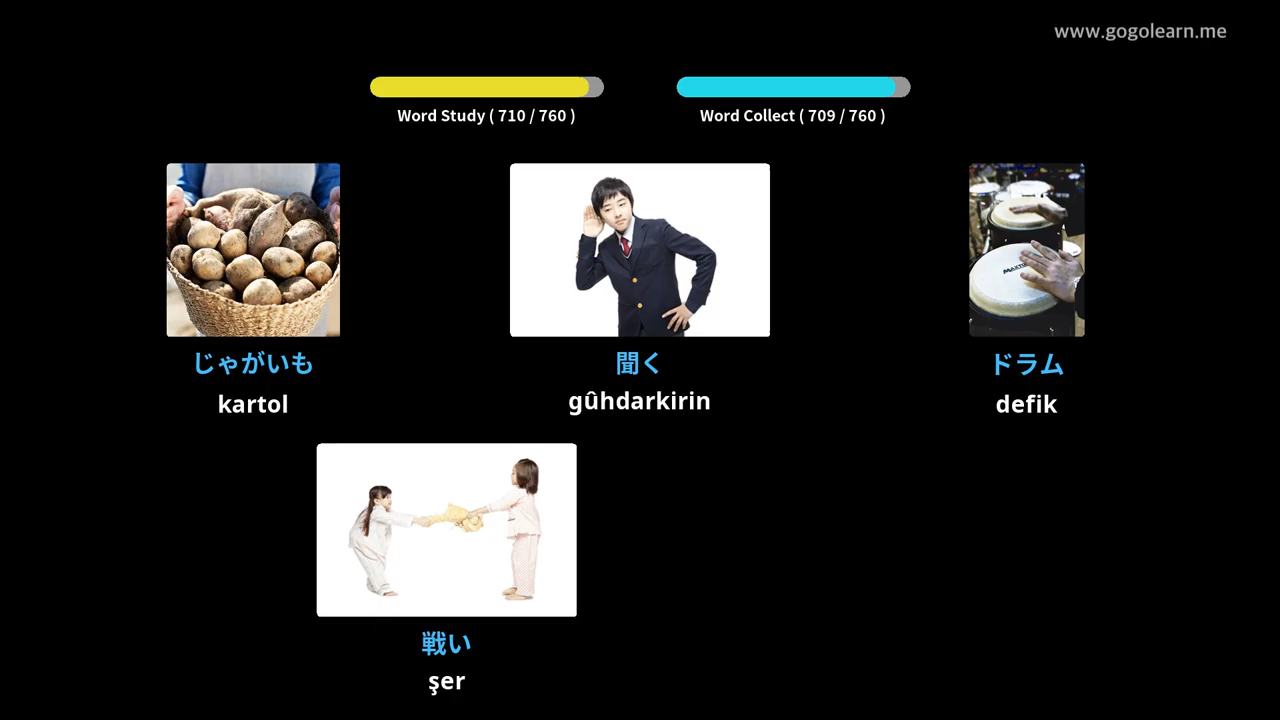 www.gogolearn.me
Word Study ( 710 / 760 )
Word Collect ( 709 / 760 )
じゃがいも
kartol
聞く
gûhdarkirin
ドラム
defik
戦い
şer